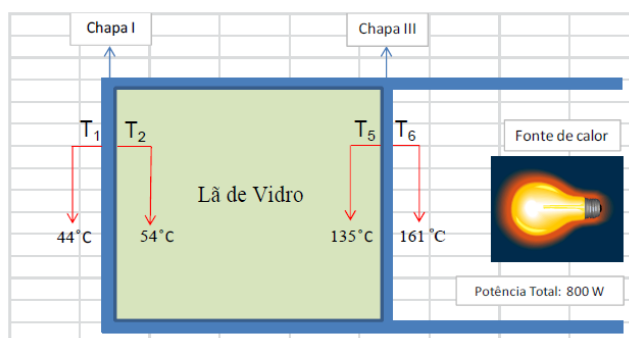 Chapa I
Chapa III
T1
T2
T5
T6
Fonte de calor
Lã de Vidro
44°C
54°C
135°C
161 °C
Potência Total: 800 W